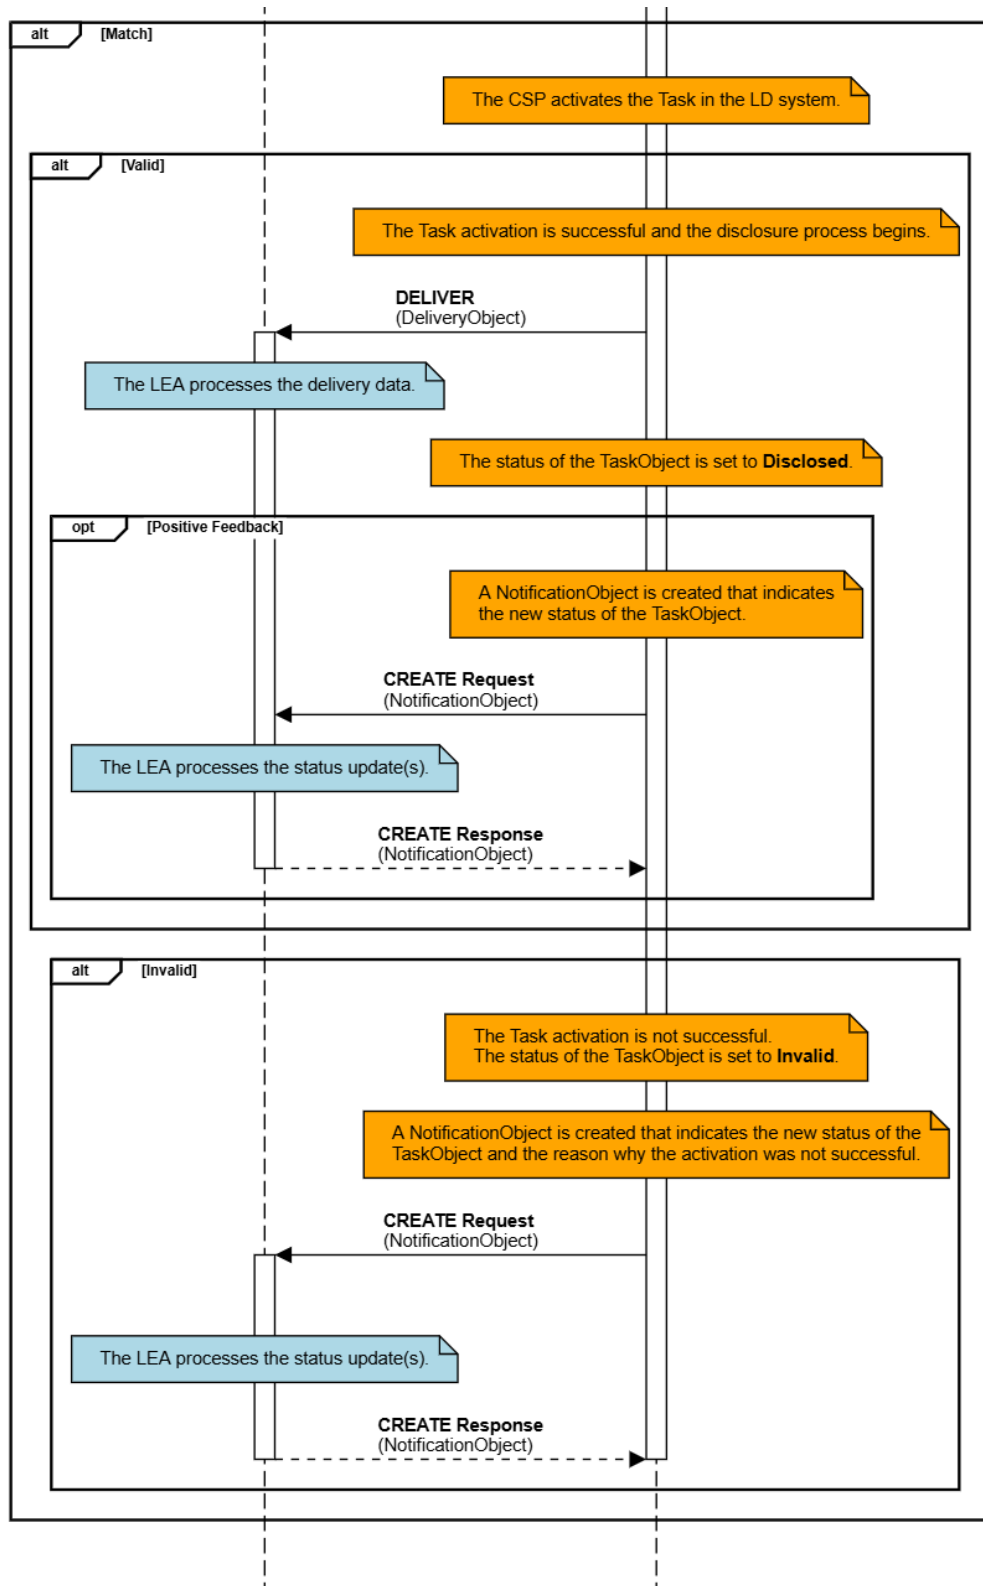 alt [Match]
The CSP activates the Task in the LD system.
alt [Valid]
The Task activation is successful and the disclosure process begins.
DELIVER
(DeliveryObject)
The LEA processes the delivery data.
The status of the TaskObject is set to Disclosed.
opt [Positive Feedback]
A NotificationObject is created that indicates
the new status of the TaskObject.
CREATE Request
(NotificationObject)
The LEA processes the status update(s).
CREATE Response
(NotificationObject)
alt [Invalid]
The Task activation is not successful.
The status of the TaskObject is set to Invalid.
A NotificationObject is created that indicates the new status of the
TaskObject and the reason why the activation was not successful.
CREATE Request
(NotificationObject)
The LEA processes the status update(s).
CREATE Response
(NotificationObject)